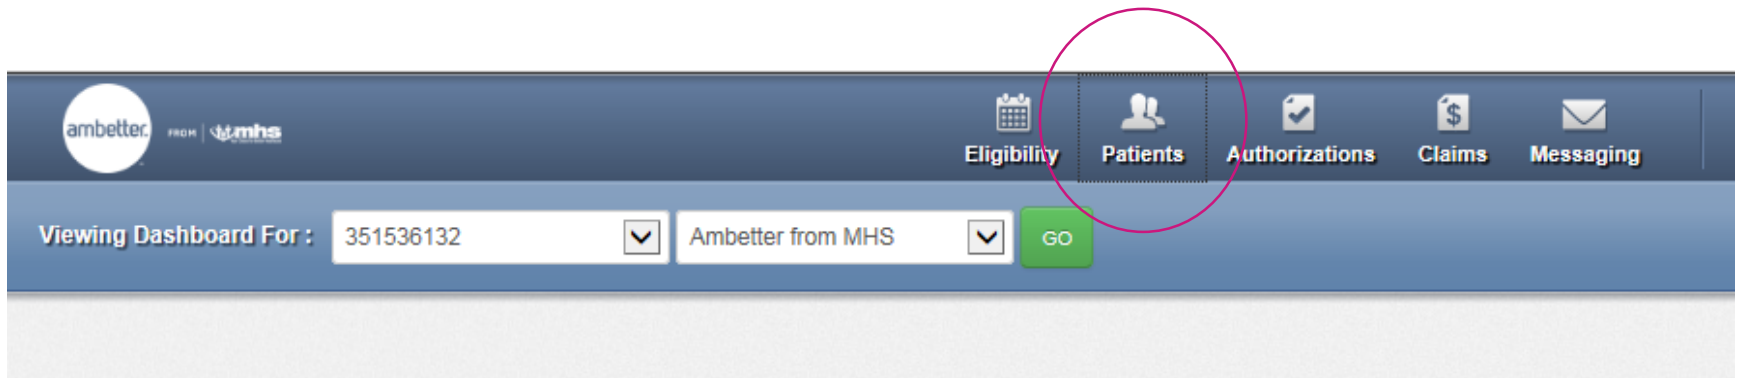 ambetter. FROM mhs
Eligibility Patients Authorizations Claims Messaging
Viewing Dashboard For : 351536132 Ambetter from MHS GO